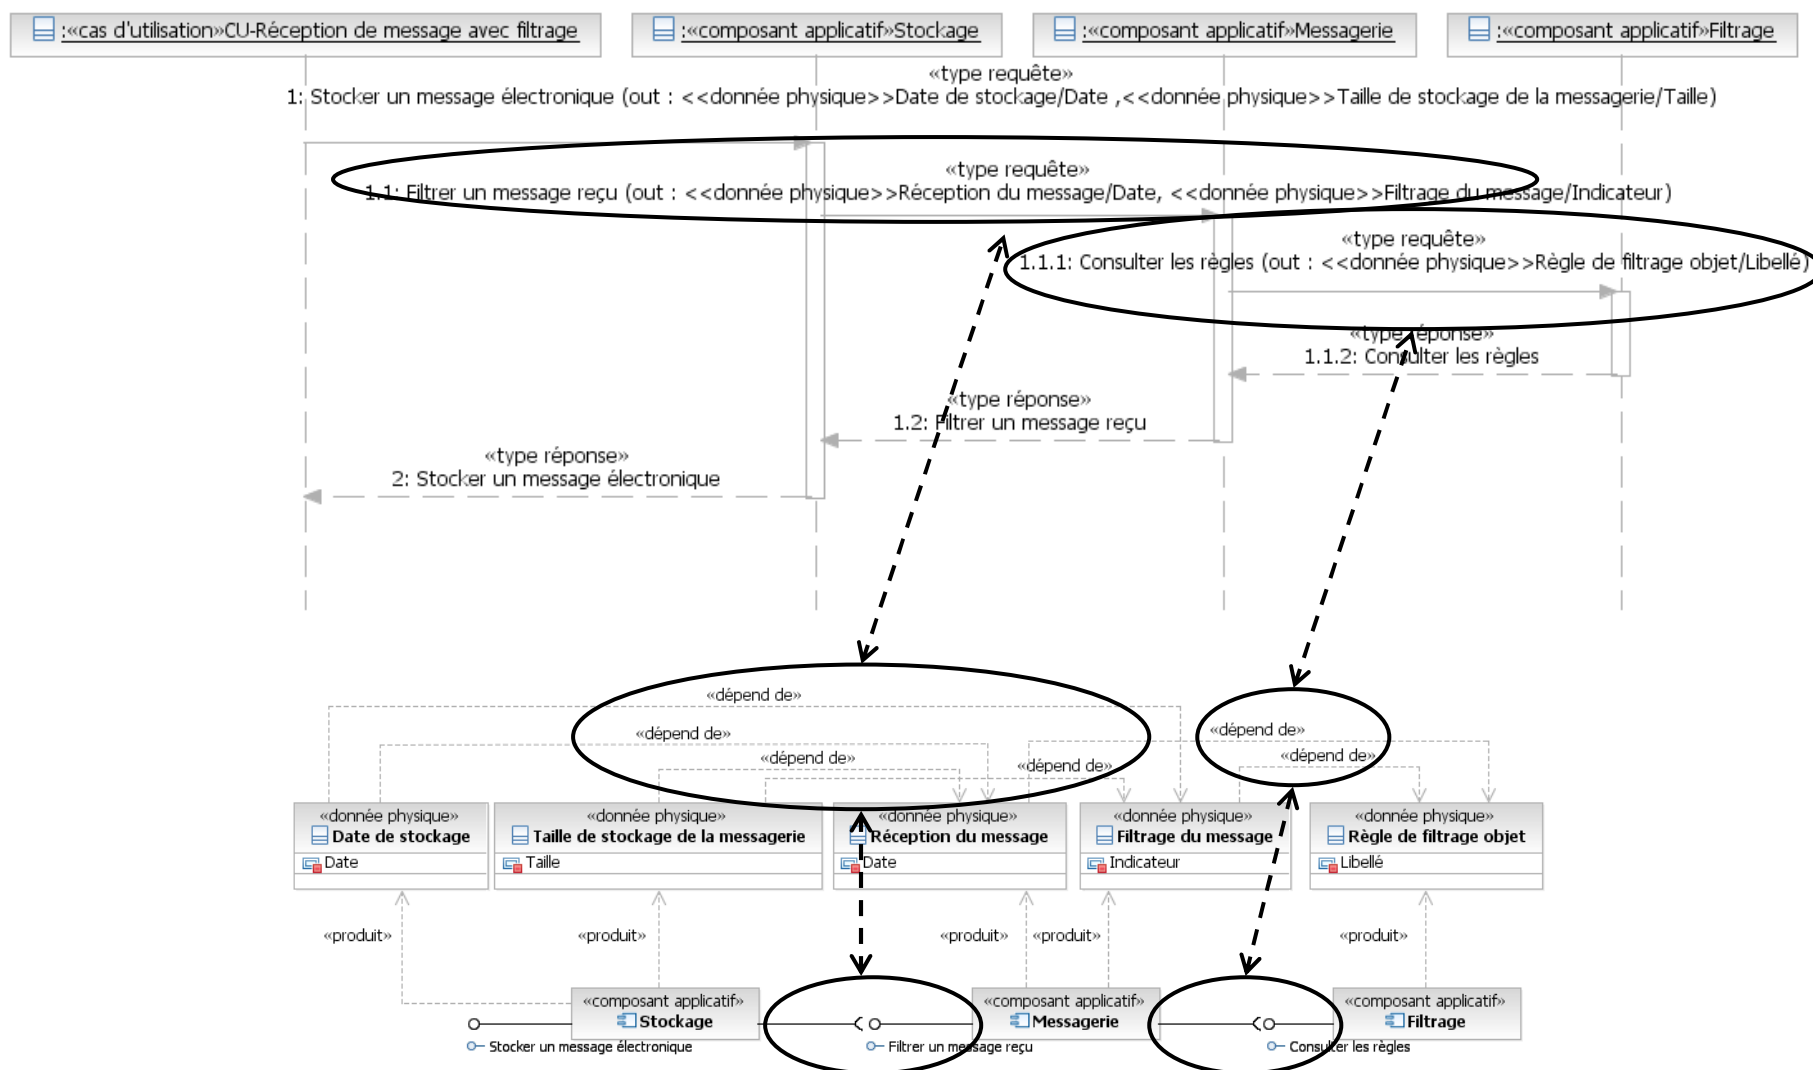 :«cas d'utilisation»CU-Réception de message avec filtrage
:«composant applicatif»Stockage
:«composant applicatif»Messagerie
:«composant applicatif»Filtrage
«type requête»
1: Stocker un message électronique (out : <<donnée physique>>Date de stockage/Date ,<<donnée physique>>Taille de stockage de la messagerie/Taille)
«type requête»
1.1: Filtrer un message reçu (out : <<donnée physique>>Réception du message/Date, <<donnée physique>>Filtrage du message/Indicateur)
«type requête»
1.1.1: Consulter les règles (out : <<donnée physique>>Règle de filtrage objet/Libellé)
«type réponse»
1.1.2: Consulter les règles
«type réponse»
1.2: Filtrer un message reçu
«type réponse»
2: Stocker un message électronique
«dépend de»
«dépend de»
«dépend de»
«dépend de»
«dépend de»
«dépend de»
«donnée physique»
Date de stockage
Date
«donnée physique»
Taille de stockage de la messagerie
Taille
«donnée physique»
Réception du message
Date
«donnée physique»
Filtrage du message
Indicateur
«donnée physique»
Règle de filtrage objet
Libellé
«produit»
«produit»
«produit»
«produit»
«produit»
«composant applicatif»
Stockage
«composant applicatif»
Messagerie
«composant applicatif»
Filtrage
Stocker un message électronique
Filtrer un message reçu
Consulter les règles